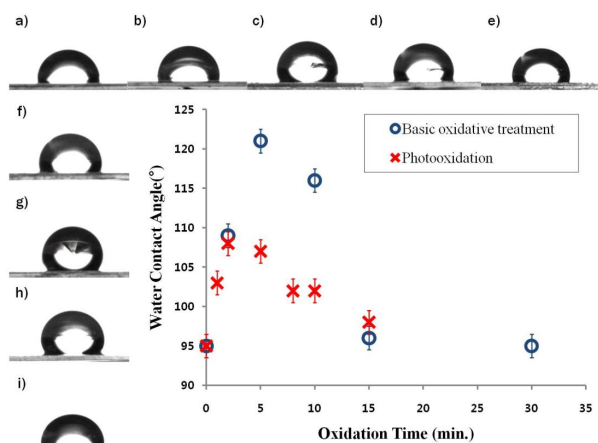 a)
b)
c)
d)
e)
f)
g)
h)
i)
125
120
115
110
105
100
95
90
Water Contact Angle(°)
Basic oxidative treatment
Photooxidation
0 5 10 15 20 25 30 35
Oxidation Time (min.)